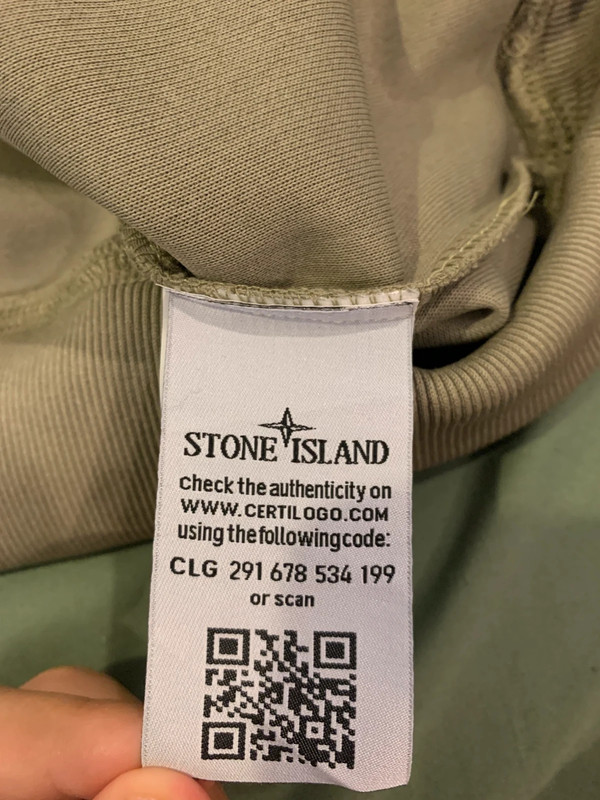 STONE ISLAND
check the authenticity on
WWW.CERTILOGO.COM
using the following code:
CLG 291 678 534 199
or scan